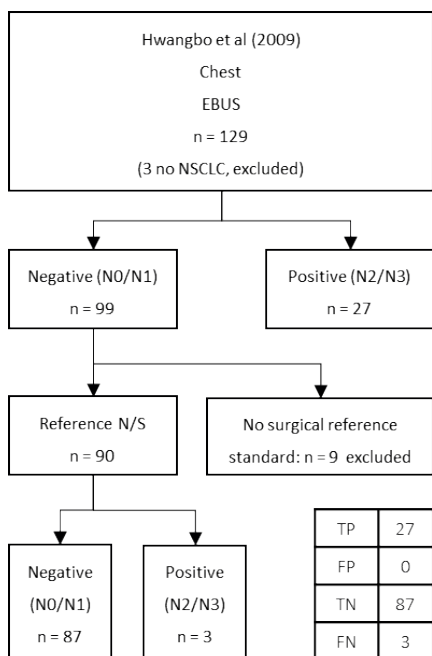 Hwangbo et al (2009)
Chest
EBUS
n = 129
(3 no NSCLC, excluded)
Negative (N0/N1)
n = 99
Positive (N2/N3)
n = 27
Reference N/S
n = 90
No surgical reference
standard: n = 9 excluded
Negative
(N0/N1)
n = 87
Positive
(N2/N3)
n = 3
TP 27
FP 0
TN 87
FN 3